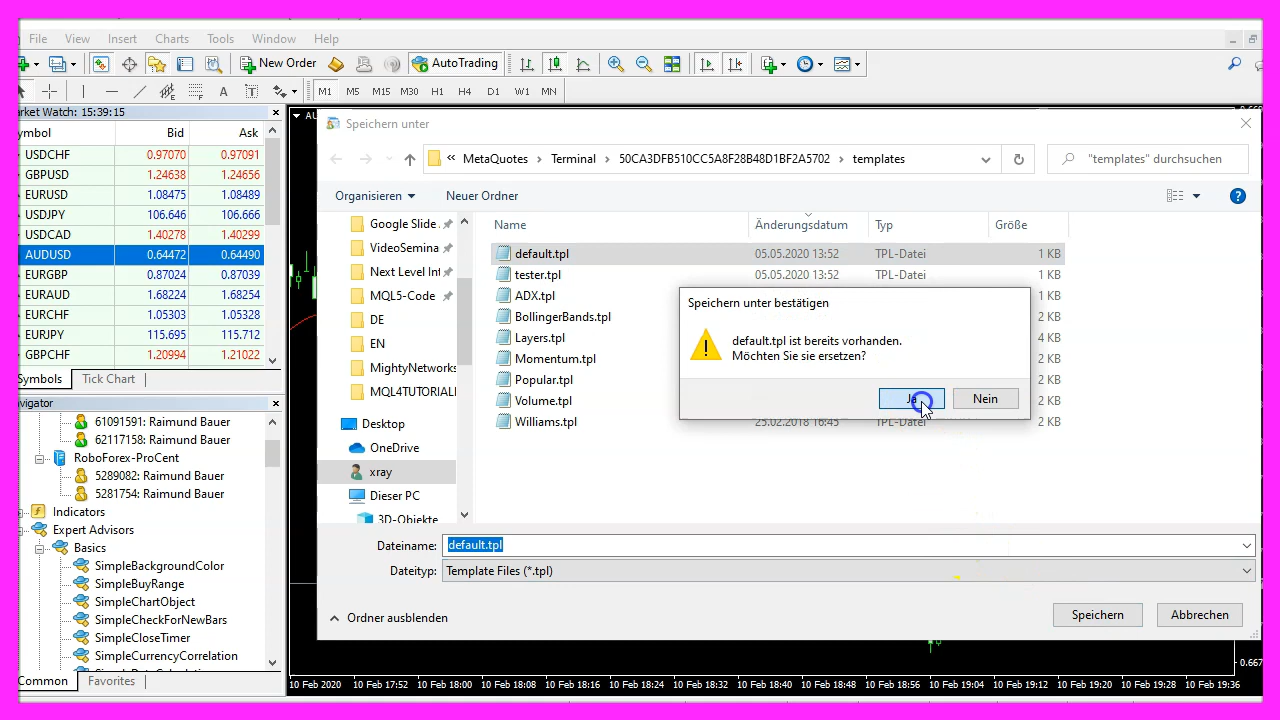 File View Insert Charts Tools Window Help
New Order AutoTrading
M1 M5 M15 M30 H1 H4 D1 W1 MN
arket Watch: 15:39:15
ymbol Bid Ask
USDCHF 0.97070 0.97091
GBPUSD 1.24638 1.24656
EURUSD 1.08475 1.08489
USDJPY 106.646 106.666
USDCAD 1.40278 1.40299
AUDUSD 0.64472 0.64490
EURGBP 0.87024 0.87039
EURAUD 1.68224 1.68254
EURCHF 1.05303 1.05328
EURJPY 115.695 115.712
GBPCHF 1.20994 1.21022
Symbols Tick Chart
avigator
61091591: Raimund Bauer
62117158: Raimund Bauer
RoboForex-ProCent
5289082: Raimund Bauer
5281754: Raimund Bauer
Indicators
Expert Advisors
Basics
SimpleBackgroundColor
SimpleBuyRange
SimpleChartObject
SimpleCheckForNewBars
SimpleCloseTimer
SimpleCurrencyCorrelation
Common Favorites
AU
Speichern unter
« MetaQuotes › Terminal › 50CA3DFB510CC5A8F28B48D1BF2A5702 › templates
"templates" durchsuchen
Organisieren Neuer Ordner
Google Slide
VideoSemina
Next Level Int
MQL5-Code
DE
EN
MightyNetworks
MQL4TUTORIAL
Desktop
OneDrive
xray
Dieser PC
3D-Objekte
Name Änderungsdatum Typ Größe
default.tpl 05.05.2020 13:52 TPL-Datei 1 KB
tester.tpl 05.05.2020 13:52 TPL-Datei 1 KB
ADX.tpl 2 KB
BollingerBands.tpl 2 KB
Layers.tpl 4 KB
Momentum.tpl 2 KB
Popular.tpl 2 KB
Volume.tpl 2 KB
Williams.tpl 25.02.2018 16:45 TPL-Datei 2 KB
Speichern unter bestätigen
default.tpl ist bereits vorhanden.
Möchten Sie sie ersetzen?
Ja Nein
Dateiname: default.tpl
Dateityp: Template Files (*.tpl)
Ordner ausblenden
Speichern Abbrechen
0.667
10 Feb 2020 10 Feb 17:52 10 Feb 18:00 10 Feb 18:08 10 Feb 18:16 10 Feb 18:24 10 Feb 18:32 10 Feb 18:40 10 Feb 18:48 10 Feb 18:56 10 Feb 19:04 10 Feb 19:12 10 Feb 19:20 10 Feb 19:28 10 Feb 19:36